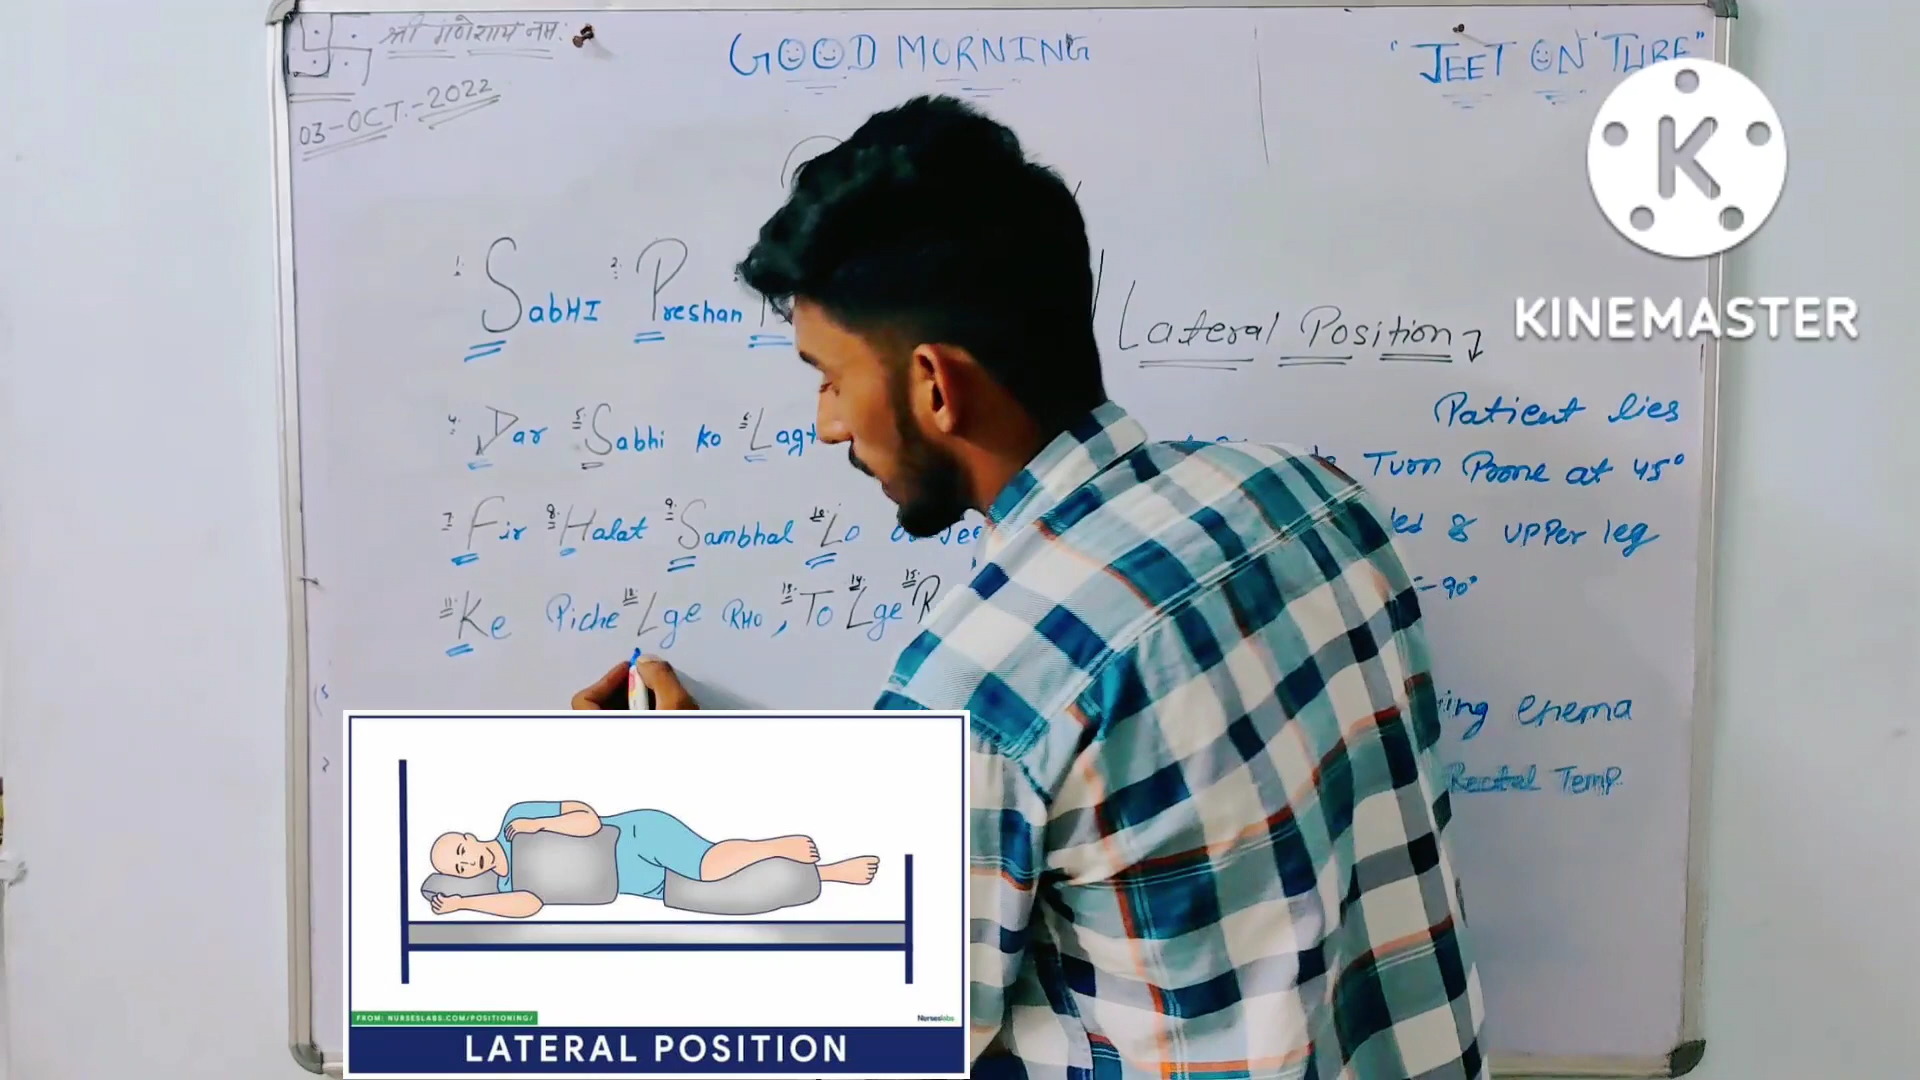 श्री गणेशाय नमः
GOOD MORNING
"JEET ON TUBE"
03-OCT.-2022
K
KINEMASTER
1. SabHI 2. Preshan
Lateral Position
4. Dar 5. Sabhi ko 6. Lagt
Patient lies
Turn Prone at 45°
7. Fir 8. Halat 9. Sambhal 10. Lo
& upper leg
90°
11. Ke Piche 12. Lge RHO, 13. To 14. Lge 15. R
enema
Rectal Temp.
FROM: NURSESLABS.COM/POSITIONING/
Nurseslabs
LATERAL POSITION